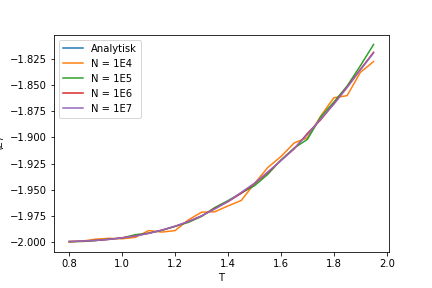 Analytisk
N = 1E4
N = 1E5
N = 1E6
N = 1E7
−1.825
−1.850
−1.875
−1.900
−1.925
−1.950
−1.975
−2.000
0.8 1.0 1.2 1.4 1.6 1.8 2.0
T